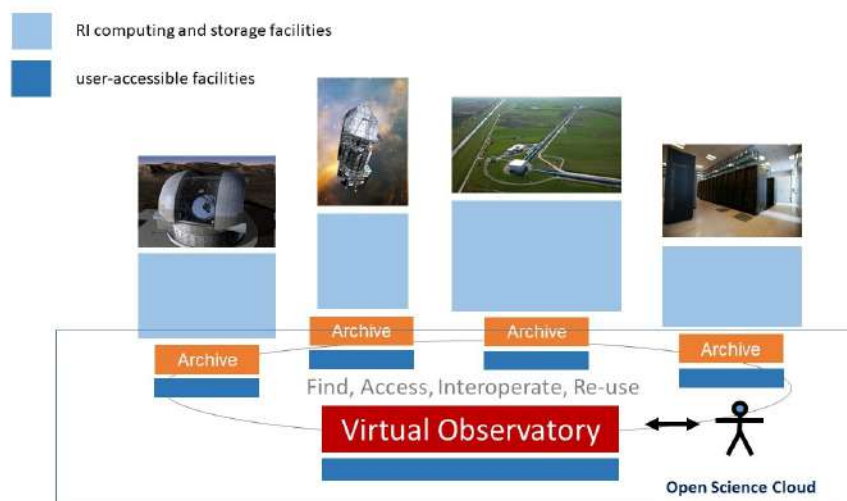 RI computing and storage facilities
user-accessible facilities
Archive
Archive
Archive
Archive
Find, Access, Interoperate, Re-use
Virtual Observatory
Open Science Cloud